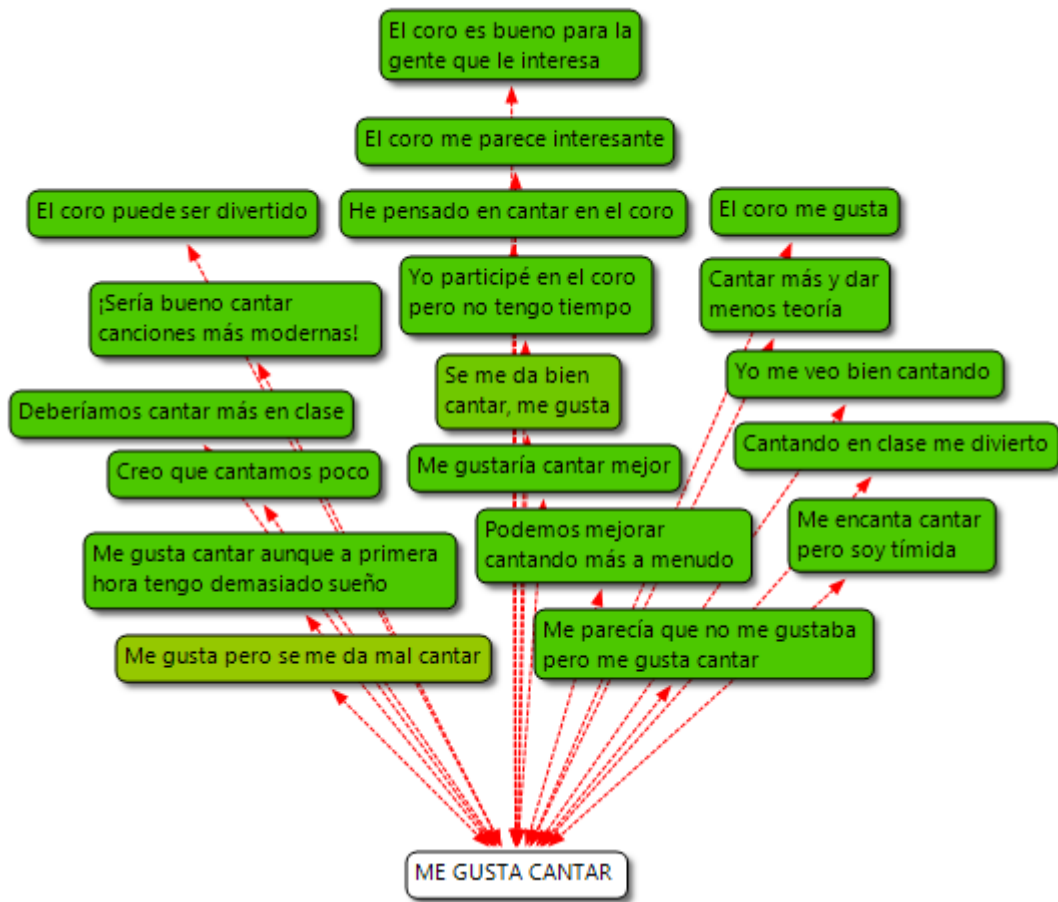 El coro es bueno para la
gente que le interesa
El coro me parece interesante
El coro puede ser divertido
He pensado en cantar en el coro
El coro me gusta
Yo participé en el coro
pero no tengo tiempo
Cantar más y dar
menos teoría
¡Sería bueno cantar
canciones más modernas!
Se me da bien
cantar, me gusta
Yo me veo bien cantando
Deberíamos cantar más en clase
Cantando en clase me divierto
Creo que cantamos poco
Me gustaría cantar mejor
Me encanta cantar
pero soy tímida
Podemos mejorar
cantando más a menudo
Me gusta cantar aunque a primera
hora tengo demasiado sueño
Me parecía que no me gustaba
pero me gusta cantar
Me gusta pero se me da mal cantar
ME GUSTA CANTAR